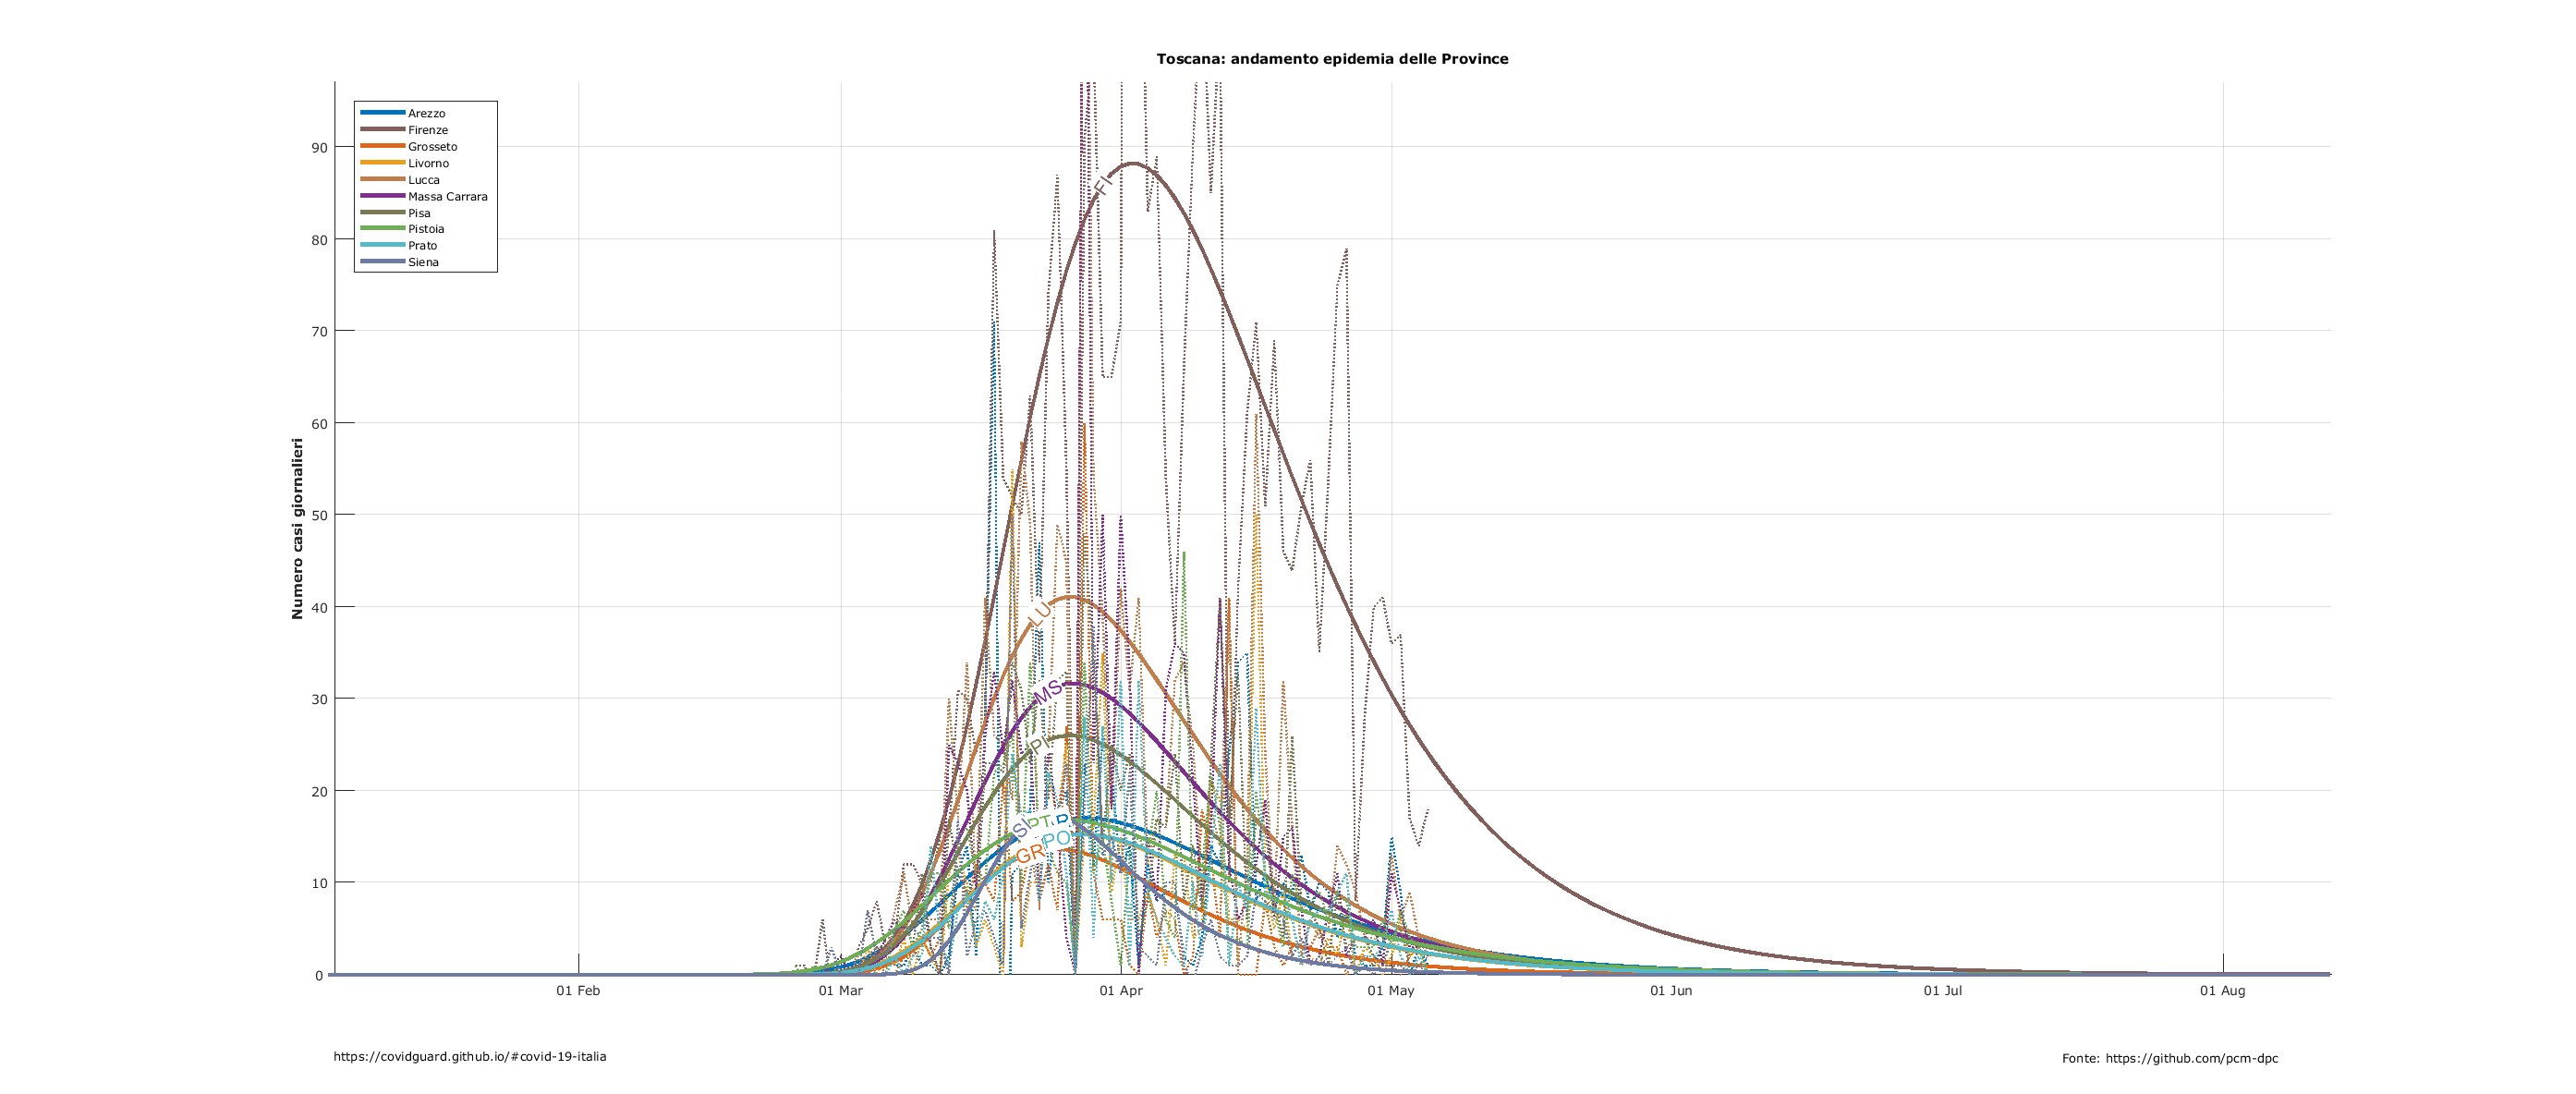 Toscana: andamento epidemia delle Province
Arezzo
Firenze
Grosseto
Livorno
Lucca
Massa Carrara
Pisa
Pistoia
Prato
Siena
Numero casi giornalieri
90
80
70
60
50
40
30
20
10
0
FI
LU
MS
PI
SI
PT
PO
GR
01 Feb
01 Mar
01 Apr
01 May
01 Jun
01 Jul
01 Aug
https://covidguard.github.io/#covid-19-italia
Fonte: https://github.com/pcm-dpc